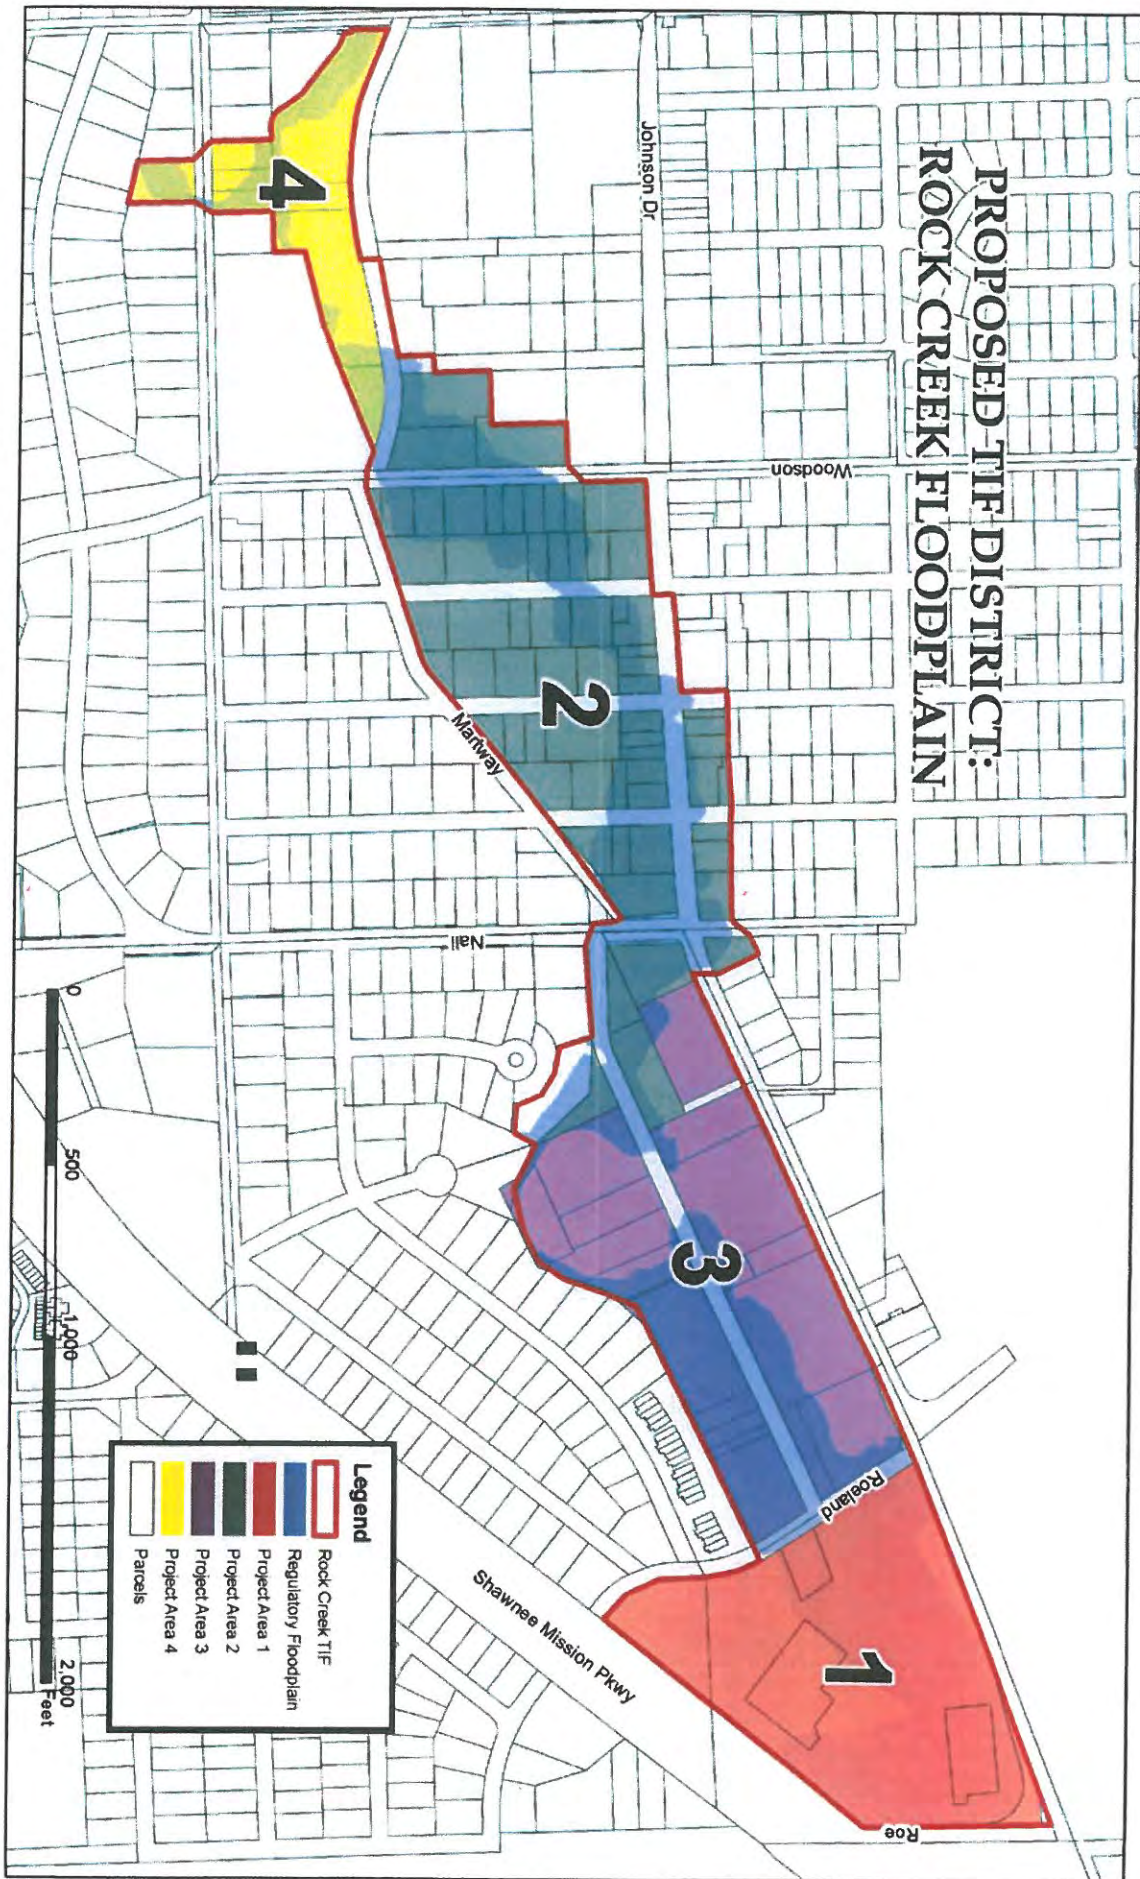 PROPOSED TIF DISTRICT:
ROCK CREEK FLOODPLAIN
Johnson Dr
Woodson
Martway
Nall
Roeland
Shawnee Mission Pkwy
Roe
4
2
3
1
Legend
Rock Creek TIF
Regulatory Floodplain
Project Area 1
Project Area 2
Project Area 3
Project Area 4
Parcels
0 500 1,000 2,000
Feet